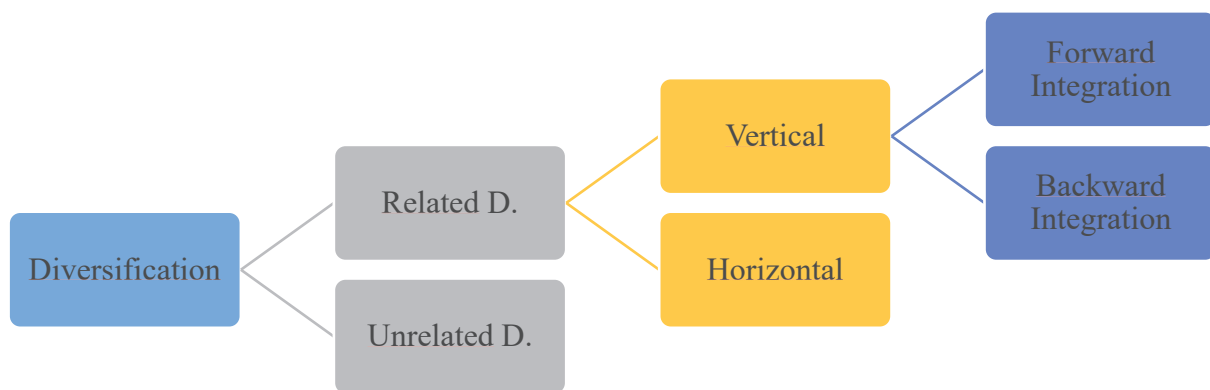 Diversification
Related D.
Unrelated D.
Vertical
Horizontal
Forward
Integration
Backward
Integration